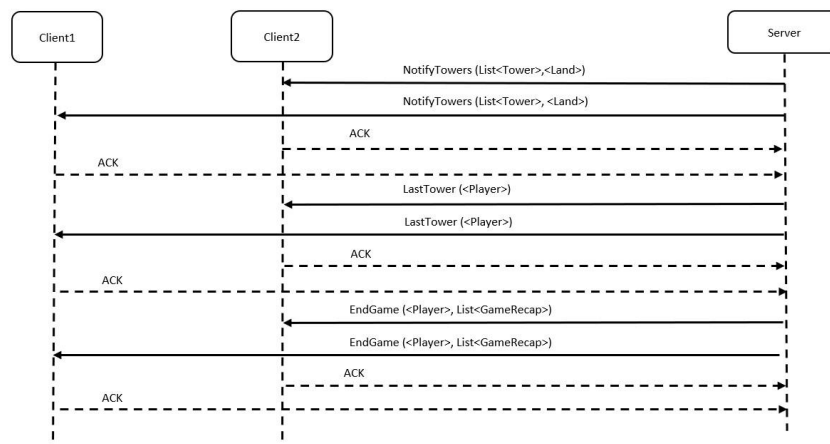 Client1
Client2
Server
NotifyTowers (List<Tower>,<Land>)
NotifyTowers (List<Tower>, <Land>)
ACK
ACK
LastTower (<Player>)
LastTower (<Player>)
ACK
ACK
EndGame (<Player>, List<GameRecap>)
EndGame (<Player>, List<GameRecap>)
ACK
ACK